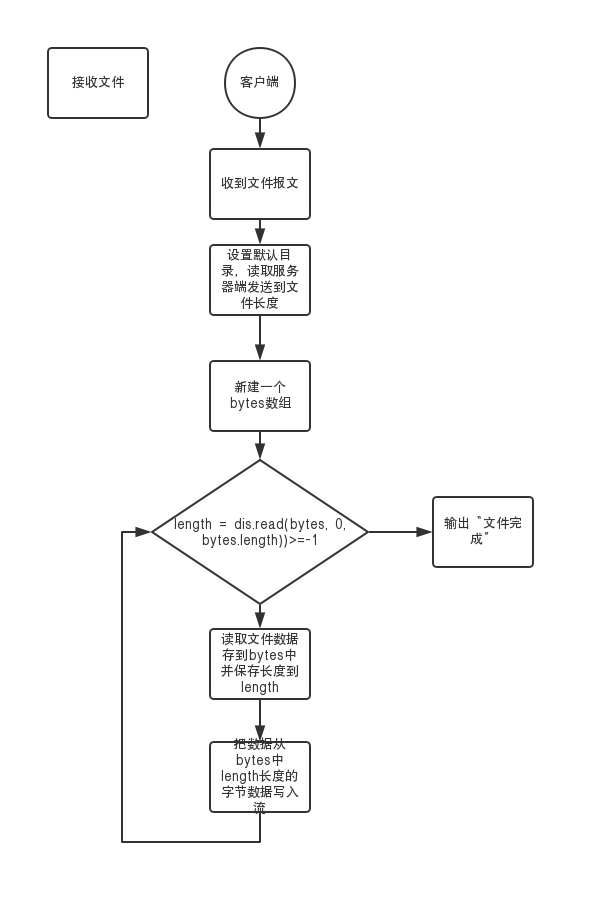 接收文件
客户端
收到文件报文
设置默认目
录，读取服务
器端发送到文
件长度
新建一个
bytes数组
length = dis.read(bytes, 0,
bytes.length))>=-1
输出“文件完
成”
读取文件数据
存到bytes中
并保存长度到
length
把数据从
bytes中
length长度的
字节数据写入
流